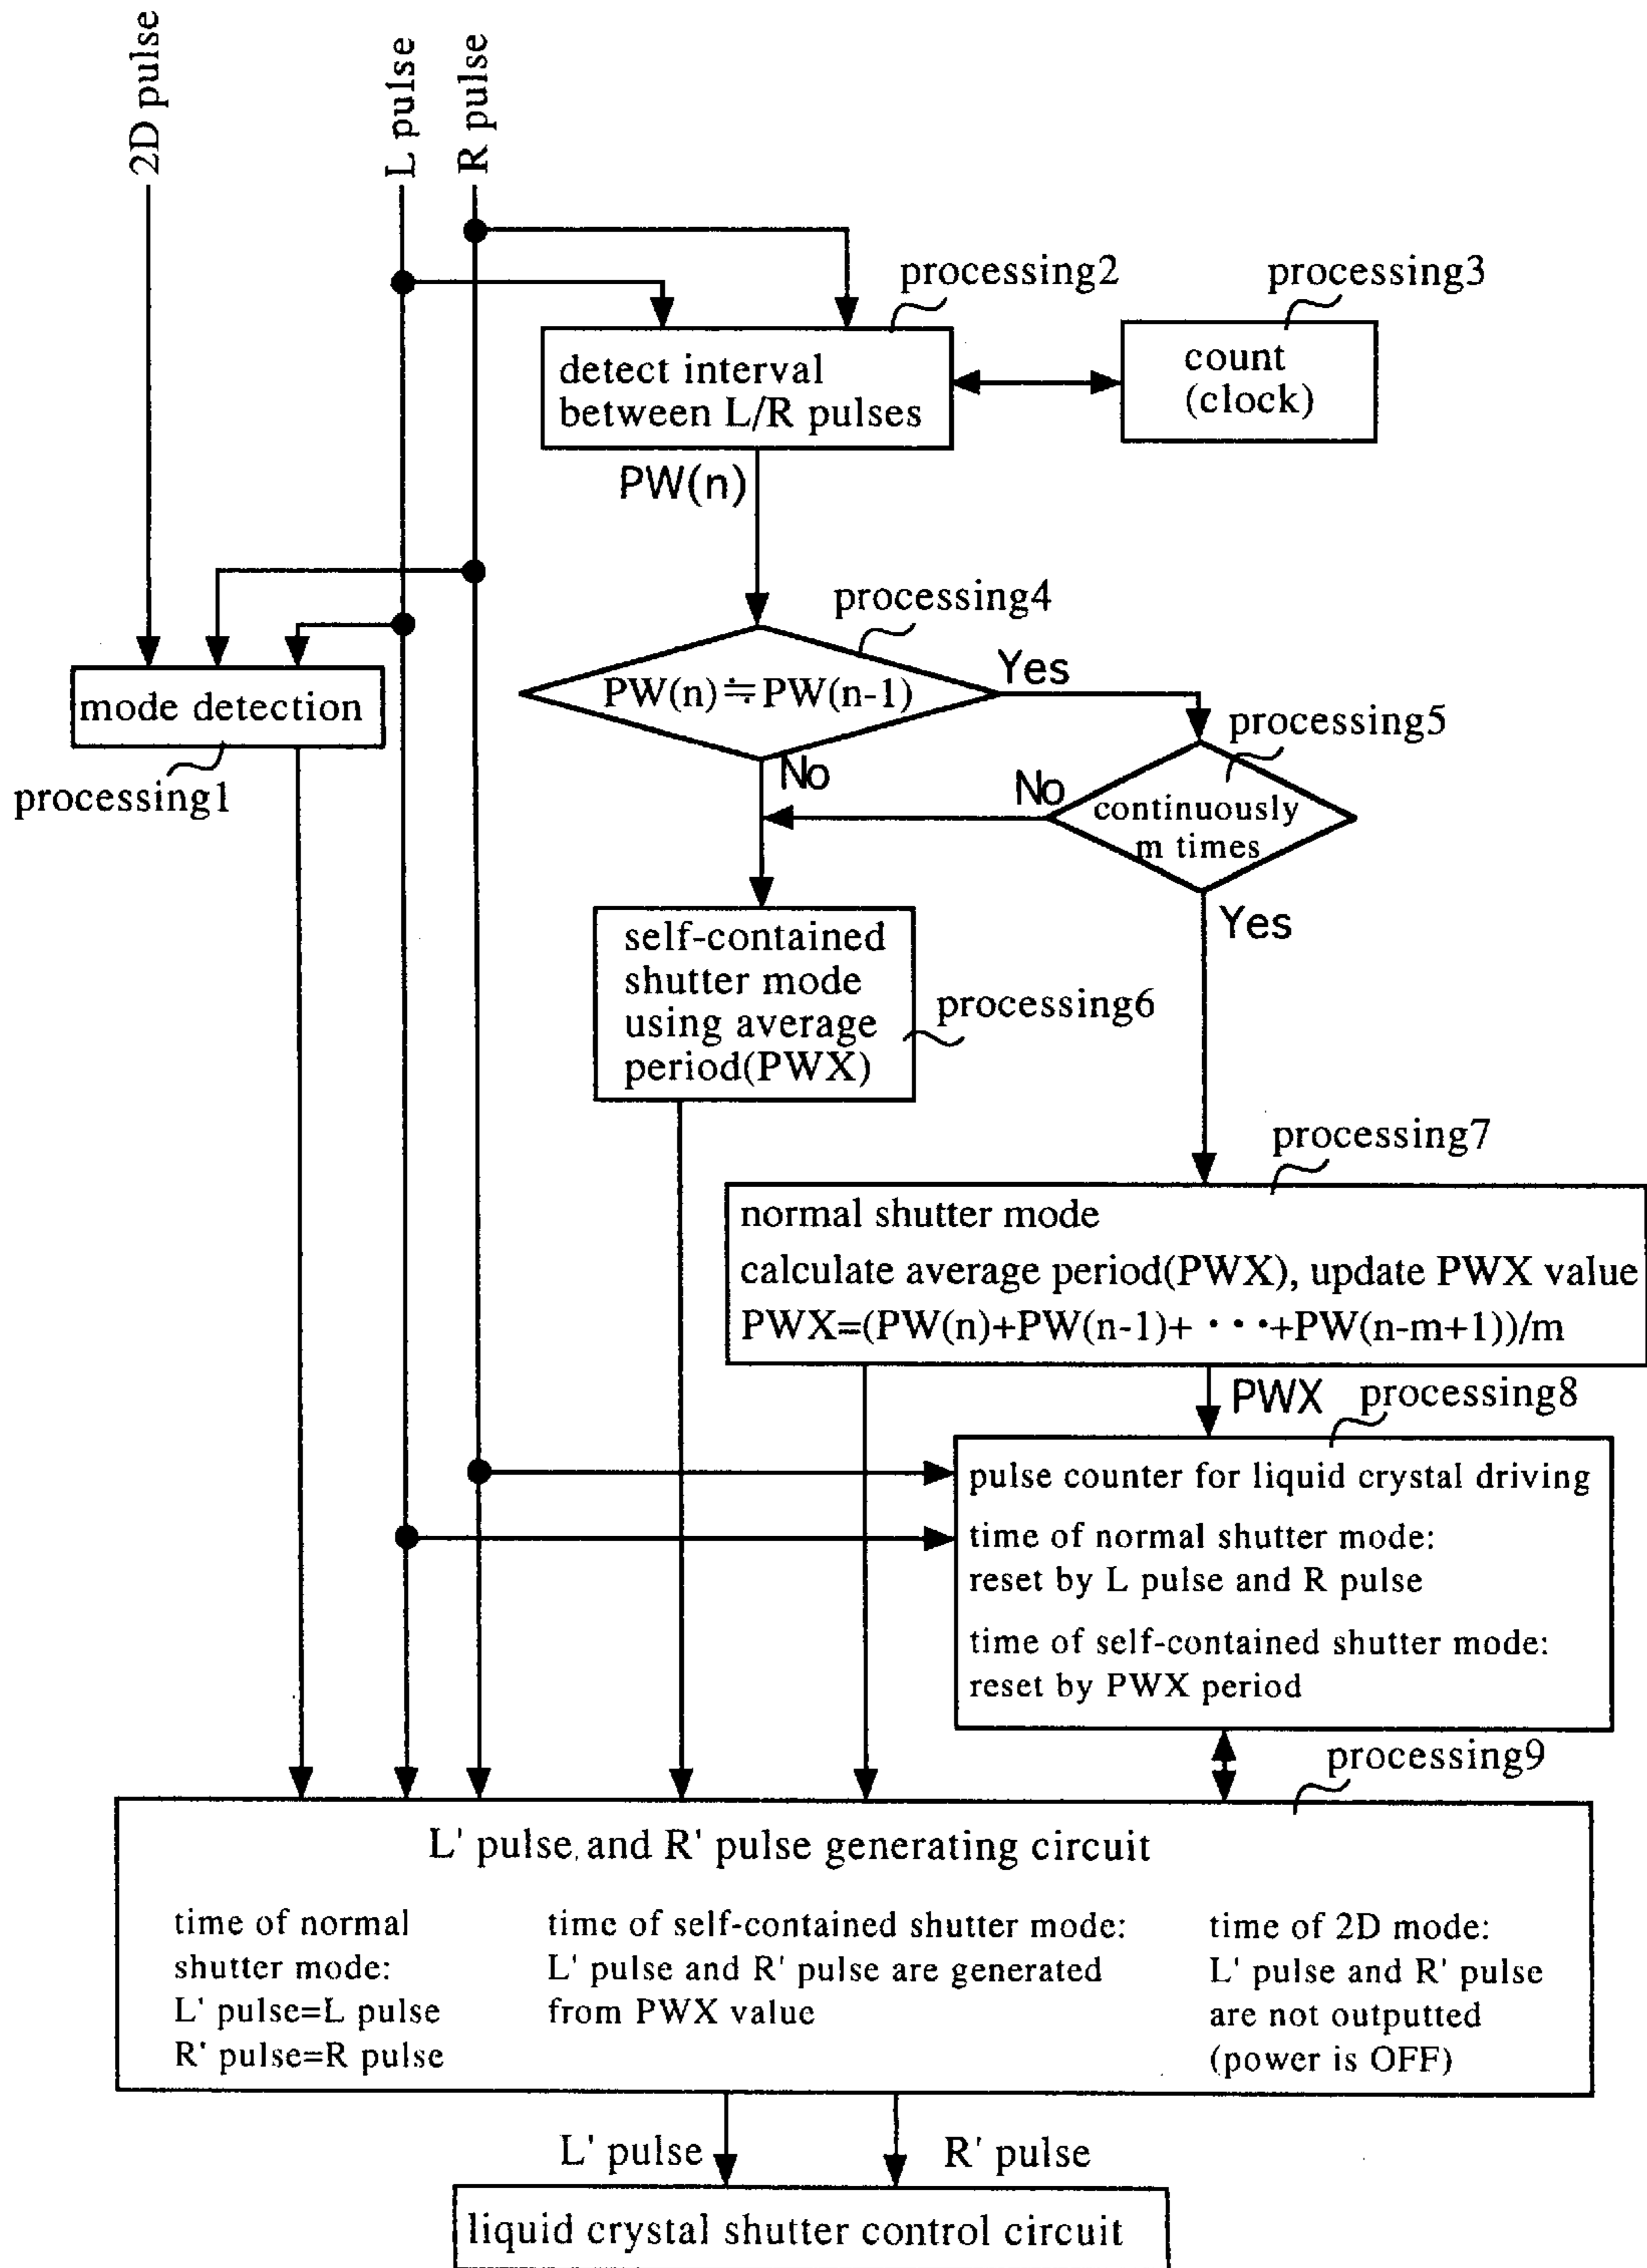 2D pulse
L pulse
R pulse
processing2
processing3
detect interval
between L/R pulses
count
(clock)
PW(n)
processing4
PW(n)≒PW(n-1)
Yes
mode detection
processing1
processing5
No
No
continuously
m times
Yes
self-contained
shutter mode
using average
period(PWX)
processing6
processing7
normal shutter mode
calculate average period(PWX), update PWX value
PWX=(PW(n)+PW(n-1)+ ・・・+PW(n-m+1))/m
PWX
processing8
pulse counter for liquid crystal driving
time of normal shutter mode:
reset by L pulse and R pulse
time of self-contained shutter mode:
reset by PWX period
processing9
L' pulse and R' pulse generating circuit
time of normal
shutter mode:
L' pulse=L pulse
R' pulse=R pulse
time of self-contained shutter mode:
L' pulse and R' pulse are generated
from PWX value
time of 2D mode:
L' pulse and R' pulse
are not outputted
(power is OFF)
L' pulse
R' pulse
liquid crystal shutter control circuit